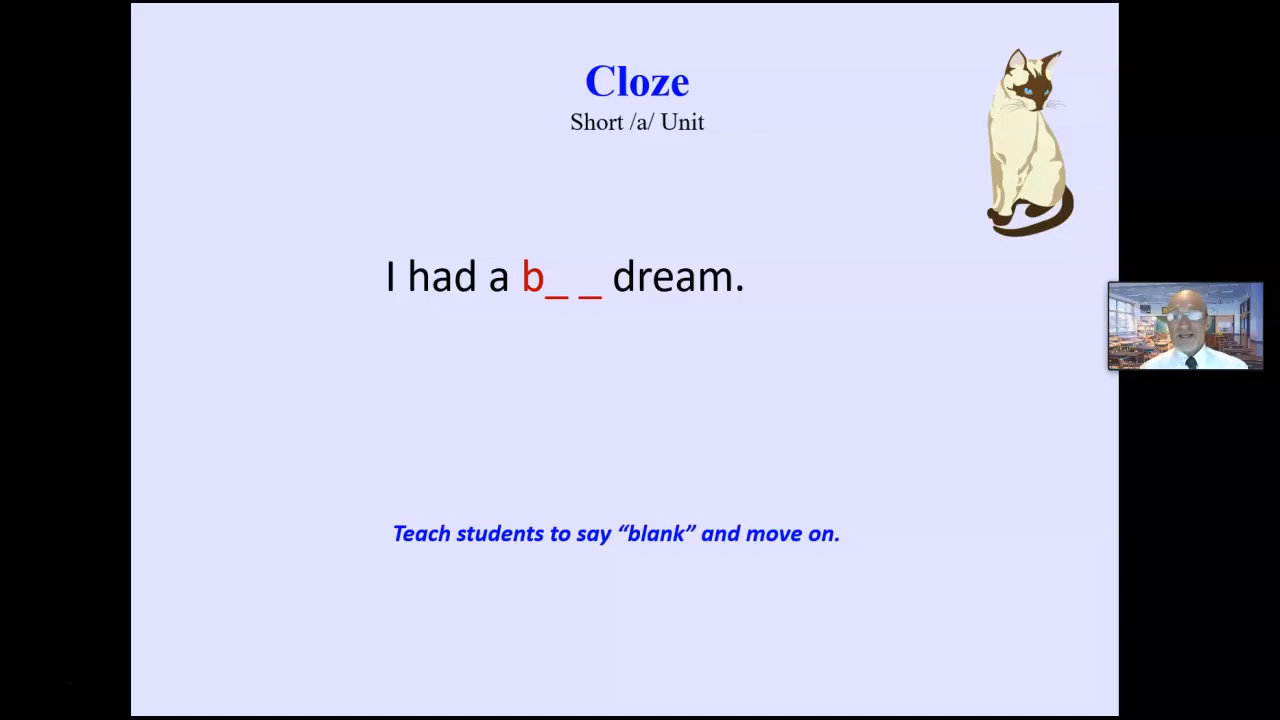 Cloze
Short /a/ Unit
I had a b_ _ dream.
Teach students to say “blank” and move on.